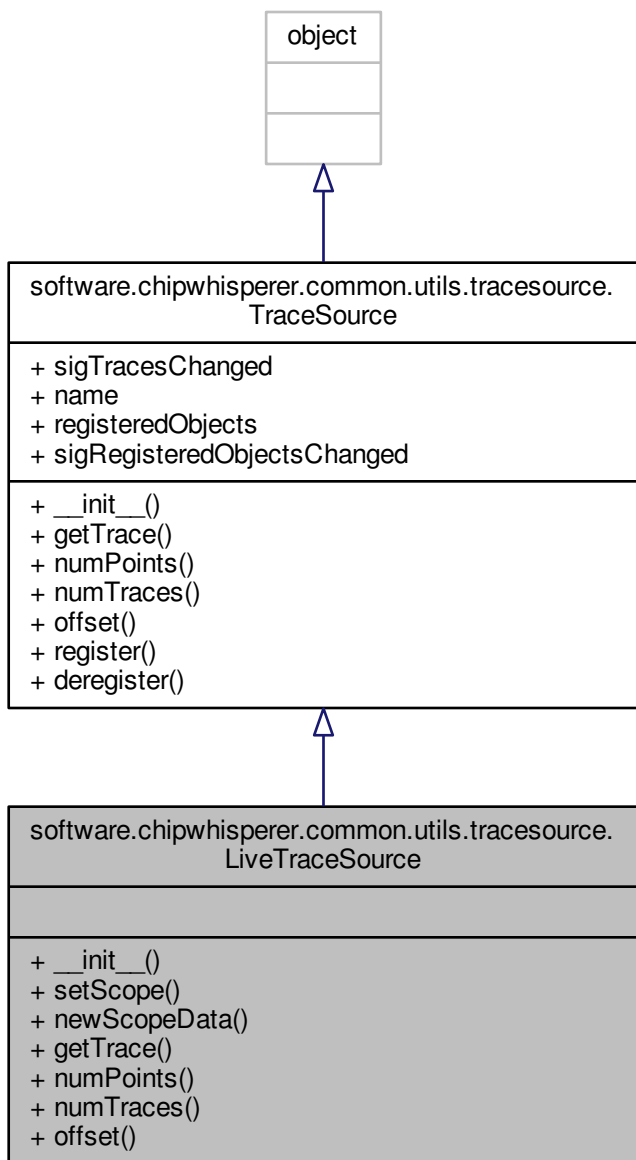 object
software.chipwhisperer.common.utils.tracesource.
TraceSource
+ sigTracesChanged
+ name
+ registeredObjects
+ sigRegisteredObjectsChanged
+ __init__()
+ getTrace()
+ numPoints()
+ numTraces()
+ offset()
+ register()
+ deregister()
software.chipwhisperer.common.utils.tracesource.
LiveTraceSource
+ __init__()
+ setScope()
+ newScopeData()
+ getTrace()
+ numPoints()
+ numTraces()
+ offset()